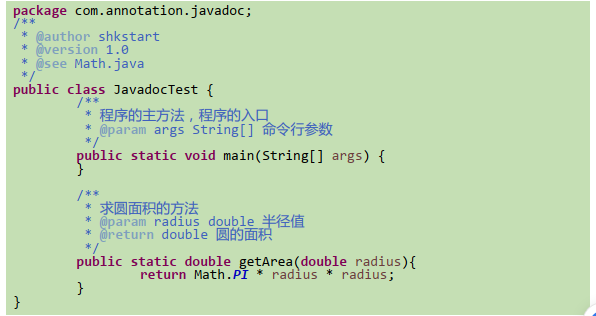 package com.annotation.javadoc;
/**
 * @author shkstart
 * @version 1.0
 * @see Math.java
 */
public class JavadocTest {
        /**
         * 程序的主方法，程序的入口
         * @param args String[] 命令行参数
         */
        public static void main(String[] args) {
        }

        /**
         * 求圆面积的方法
         * @param radius double 半径值
         * @return double 圆的面积
         */
        public static double getArea(double radius){
                return Math.PI * radius * radius;
        }
}